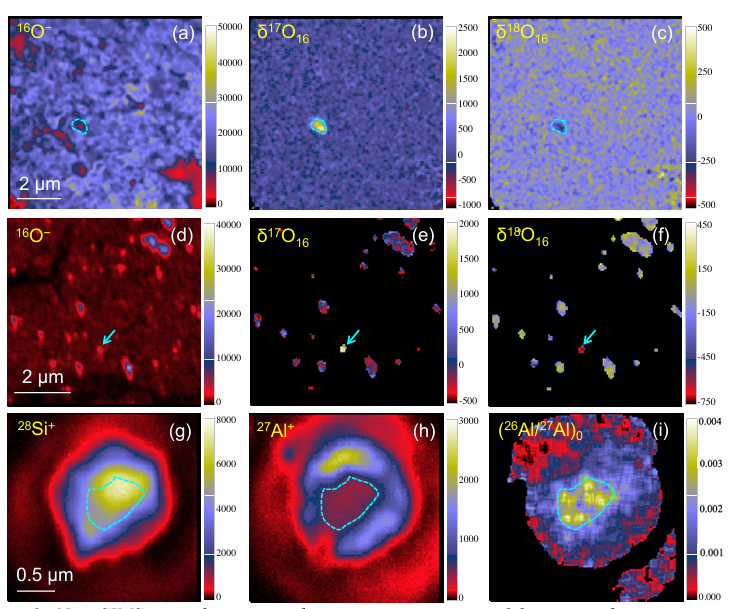 16O− (a) 50000 40000 30000 20000 10000 0 2 μm
δ17O16 (b) 2500 2000 1500 1000 500 0 -500 -1000
δ18O16 (c) 500 250 0 -250 -500
16O− (d) 40000 30000 20000 10000 0 2 μm
δ17O16 (e) 2000 1500 1000 500 0 -500
δ18O16 (f) 450 150 -150 -450 -750
28Si+ (g) 8000 6000 4000 2000 0 0.5 μm
27Al+ (h) 3000 2000 1000 0
(26Al/27Al)0 (i) 0.004 0.003 0.002 0.001 0.000